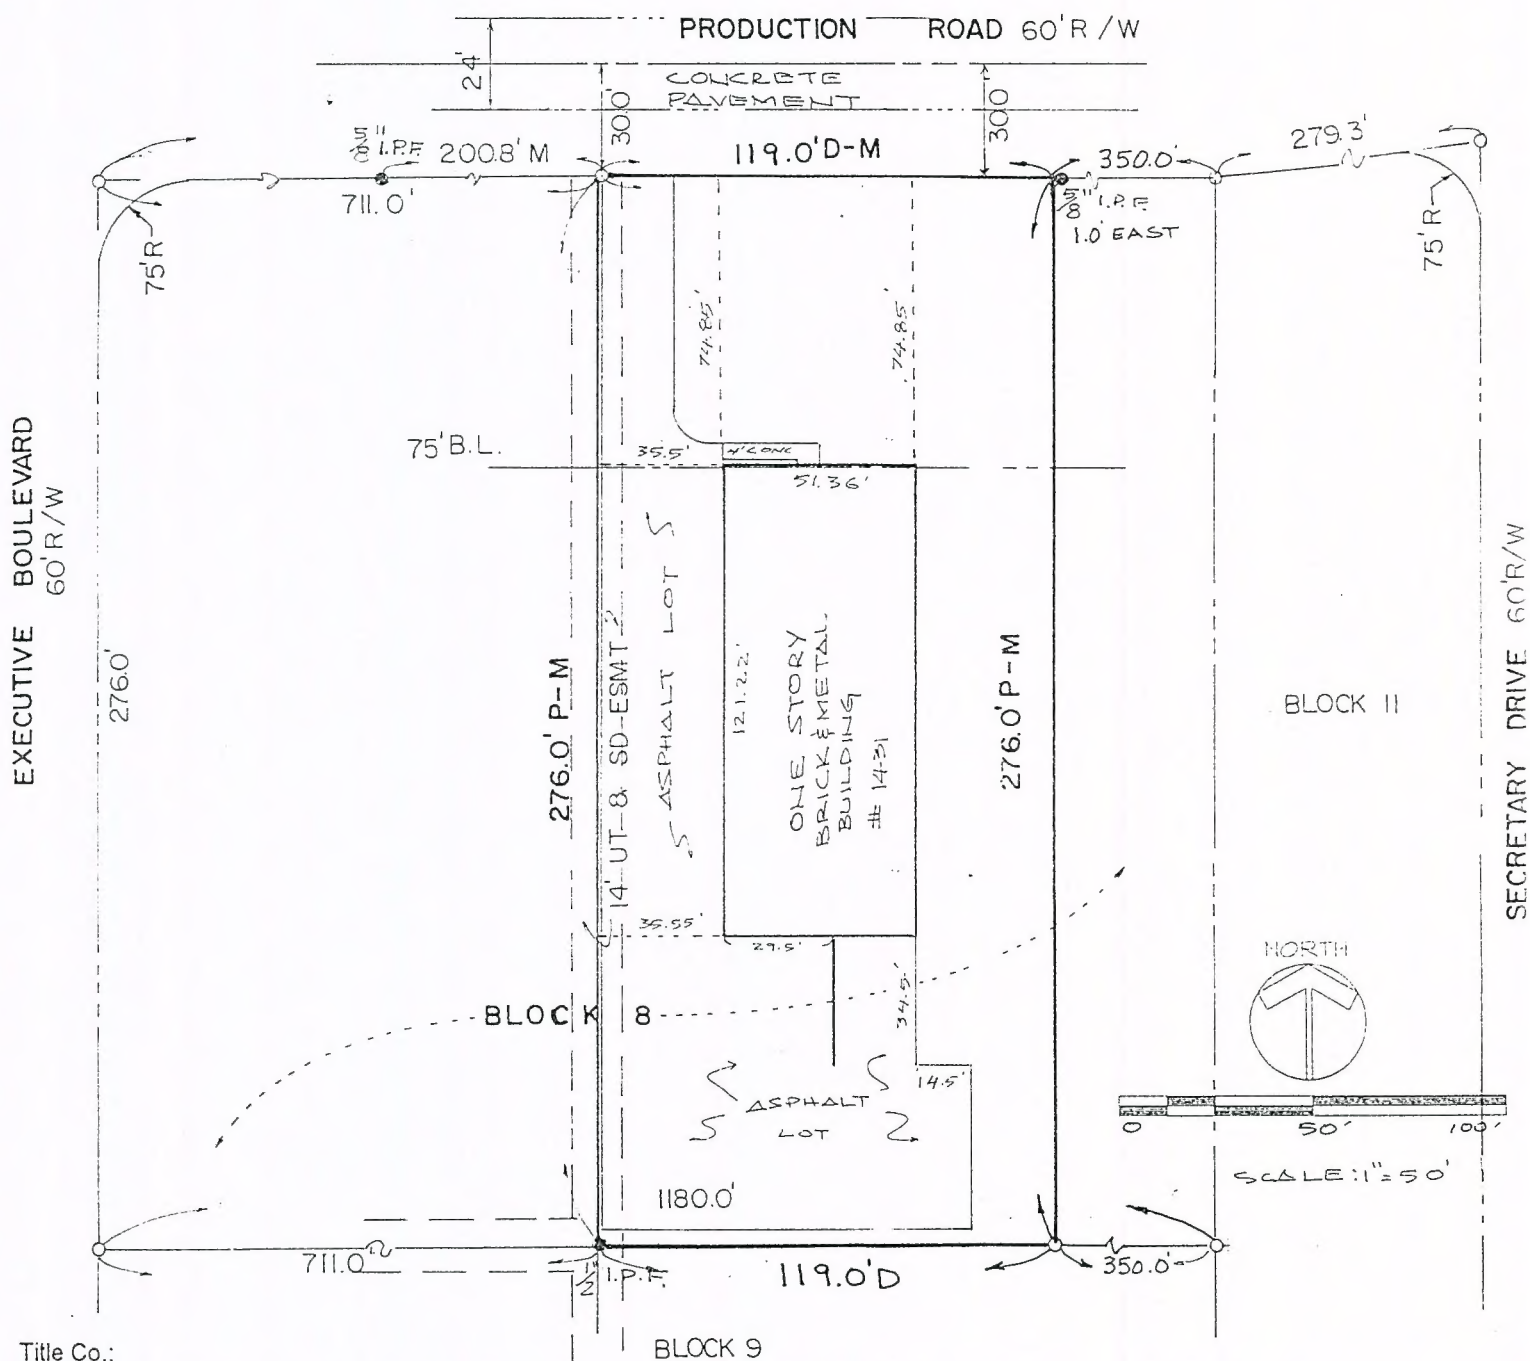 PRODUCTION ROAD 60' R/W
24'
CONCRETE
PAVEMENT
30.0'
30.0'
5/8" I.P.F. 200.8' M
119.0' D-M
350.0'
279.3'
711.0'
5/8" I.P.F.
1.0' EAST
75' R
75' R
74.85'
74.85'
75' B.L.
35.5'
4' CONC
51.36'
EXECUTIVE BOULEVARD
60' R/W
276.0'
276.0' P-M
14' UT-& SD-ESMT
ASPHALT LOT
121.22'
ONE STORY
BRICK & METAL
BUILDING
# 1431
276.0' P-M
BLOCK 11
SECRETARY DRIVE 60' R/W
35.55'
29.5'
34.5'
NORTH
BLOCK 8
14.5'
ASPHALT
LOT
0 50' 100'
SCALE: 1"=50'
1180.0'
711.0'
1/2" I.P.F.
119.0' D
350.0'
Title Co.:
BLOCK 9